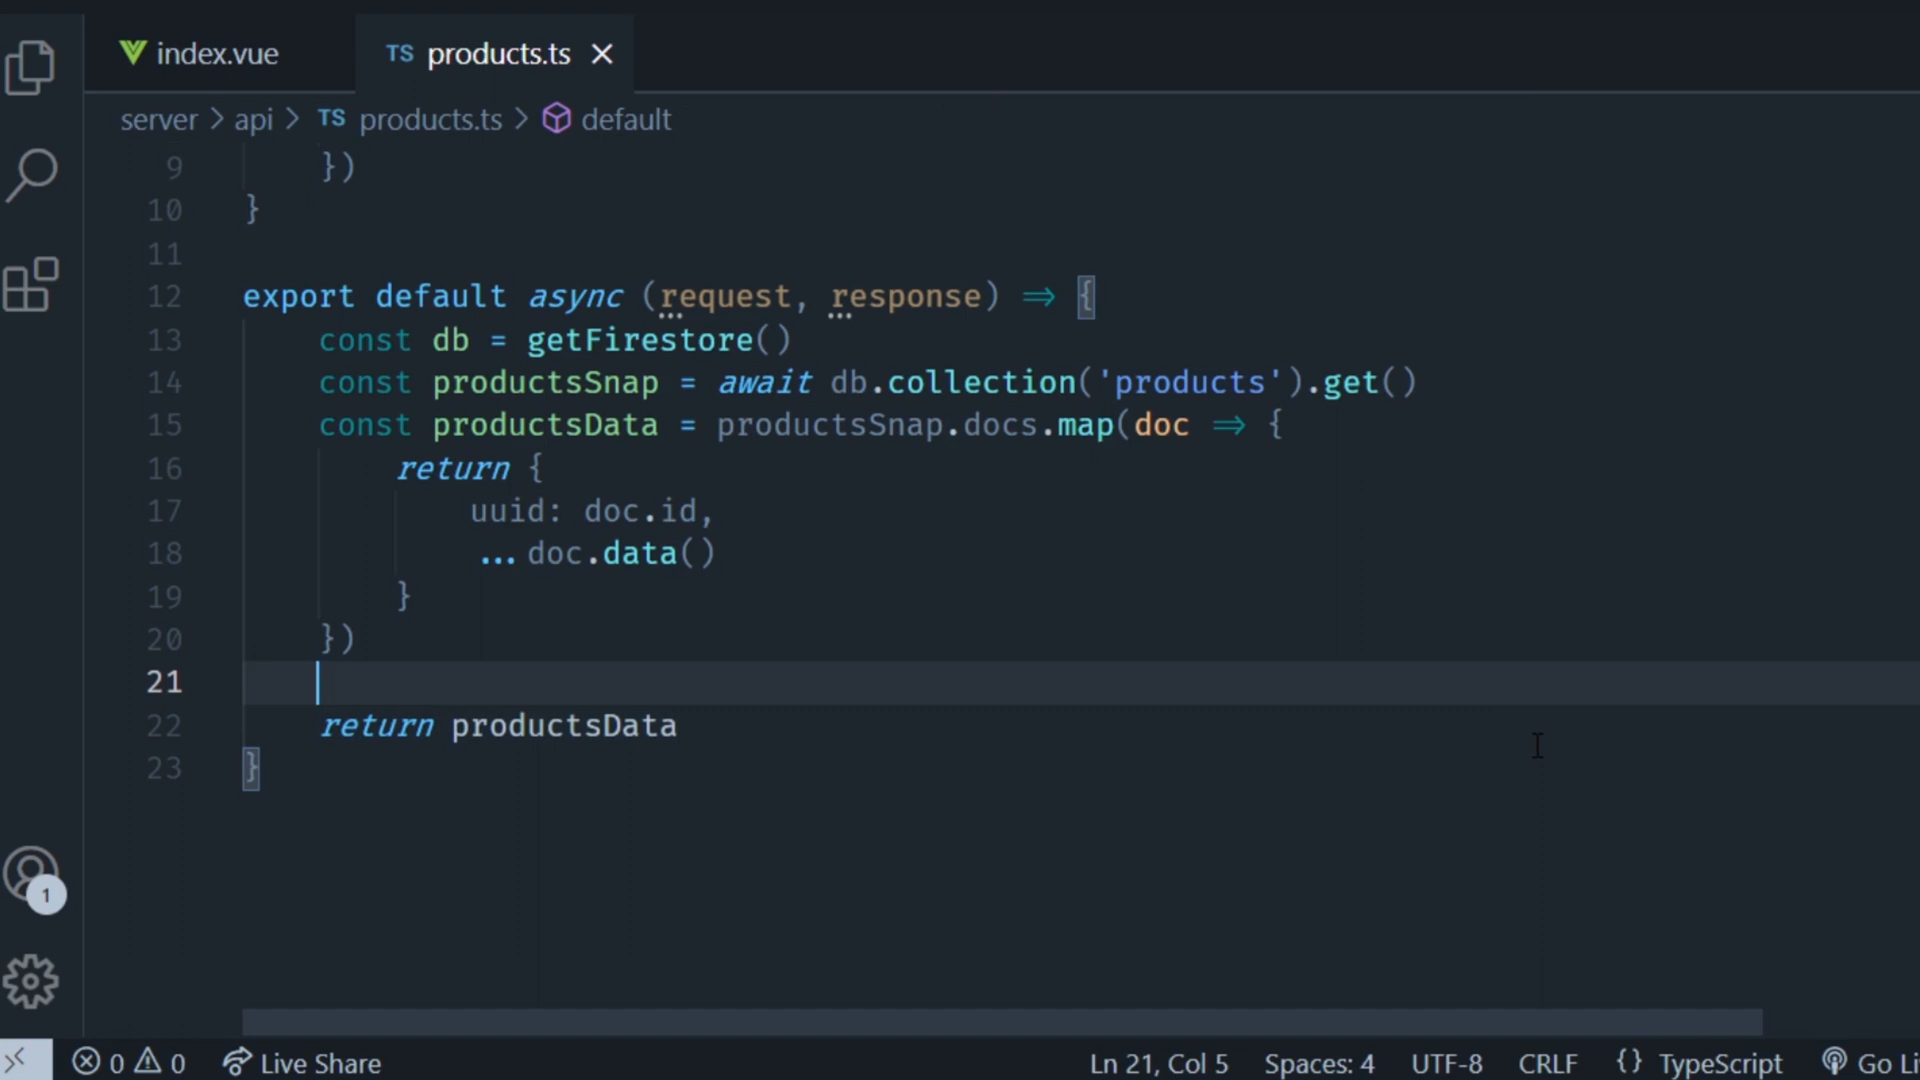 index.vue
TS products.ts
server > api > TS products.ts > default
9 })
10 }
11
12 export default async (request, response) => {
13 const db = getFirestore()
14 const productsSnap = await db.collection('products').get()
15 const productsData = productsSnap.docs.map(doc => {
16 return {
17 uuid: doc.id,
18 ...doc.data()
19 }
20 })
21
22 return productsData
23 }
1
0 0 Live Share Ln 21, Col 5 Spaces: 4 UTF-8 CRLF {} TypeScript Go Li